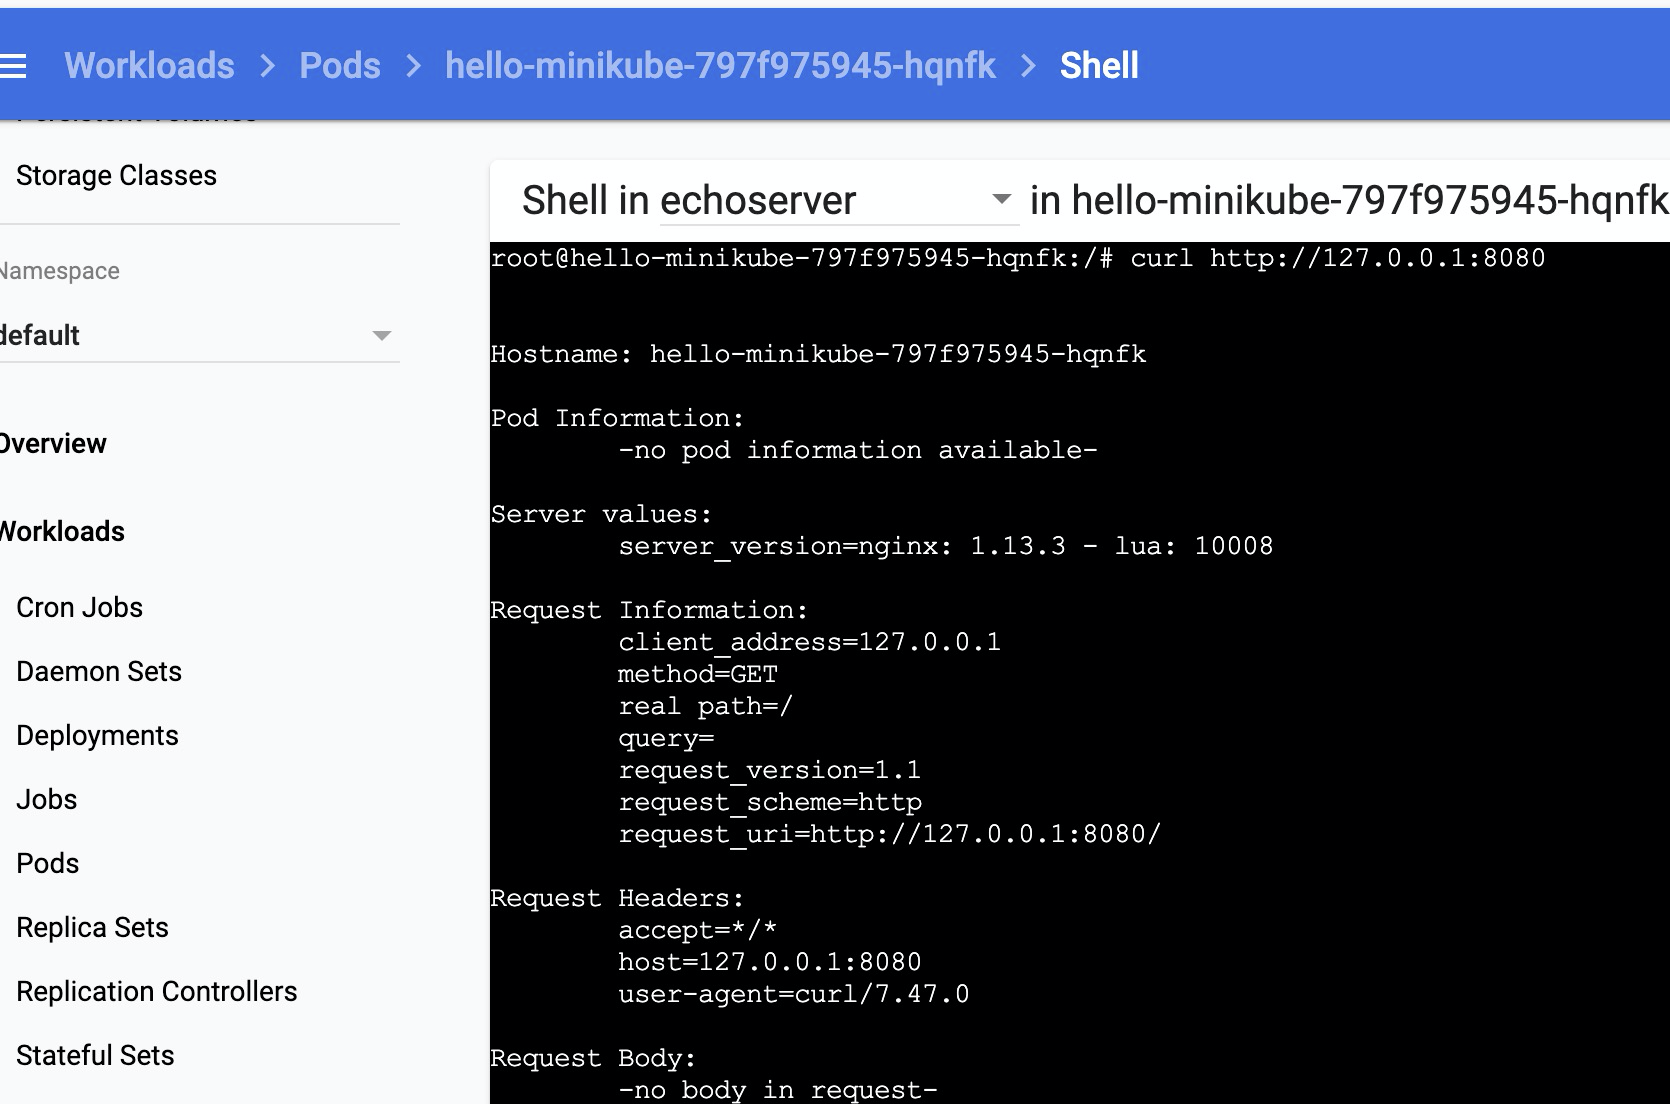 Workloads > Pods > hello-minikube-797f975945-hqnfk > Shell
Persistent Volumes
Storage Classes
Namespace
default
Overview
Workloads
Cron Jobs
Daemon Sets
Deployments
Jobs
Pods
Replica Sets
Replication Controllers
Stateful Sets
Shell in echoserver in hello-minikube-797f975945-hqnfk
root@hello-minikube-797f975945-hqnfk:/# curl http://127.0.0.1:8080
Hostname: hello-minikube-797f975945-hqnfk
Pod Information:
-no pod information available-
Server values:
server_version=nginx: 1.13.3 - lua: 10008
Request Information:
client_address=127.0.0.1
method=GET
real path=/
query=
request_version=1.1
request_scheme=http
request_uri=http://127.0.0.1:8080/
Request Headers:
accept=*/*
host=127.0.0.1:8080
user-agent=curl/7.47.0
Request Body:
-no body in request-